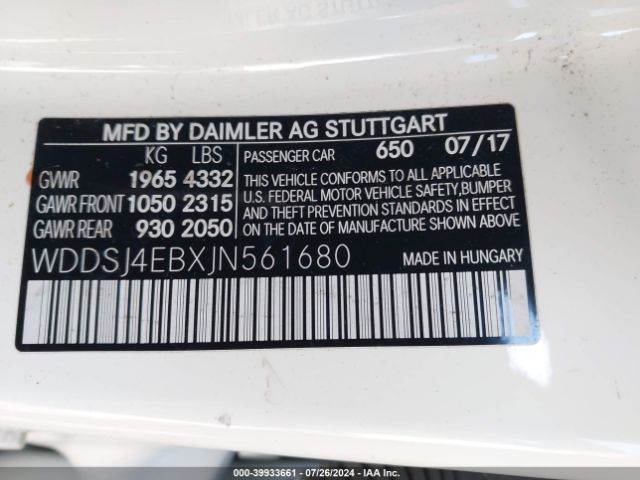 MFD BY DAIMLER AG STUTTGART
KG LBS
PASSENGER CAR 650 07/17
GVWR 1965 4332
GAWR FRONT 1050 2315
GAWR REAR 930 2050
THIS VEHICLE CONFORMS TO ALL APPLICABLE
U.S. FEDERAL MOTOR VEHICLE SAFETY,BUMPER
AND THEFT PREVENTION STANDARDS IN EFFECT
ON THE DATE OF MANUFACTURE SHOWN ABOVE.
WDDSJ4EBXJN561680
MADE IN HUNGARY
000-39933661 - 07/26/2024 - IAA Inc.